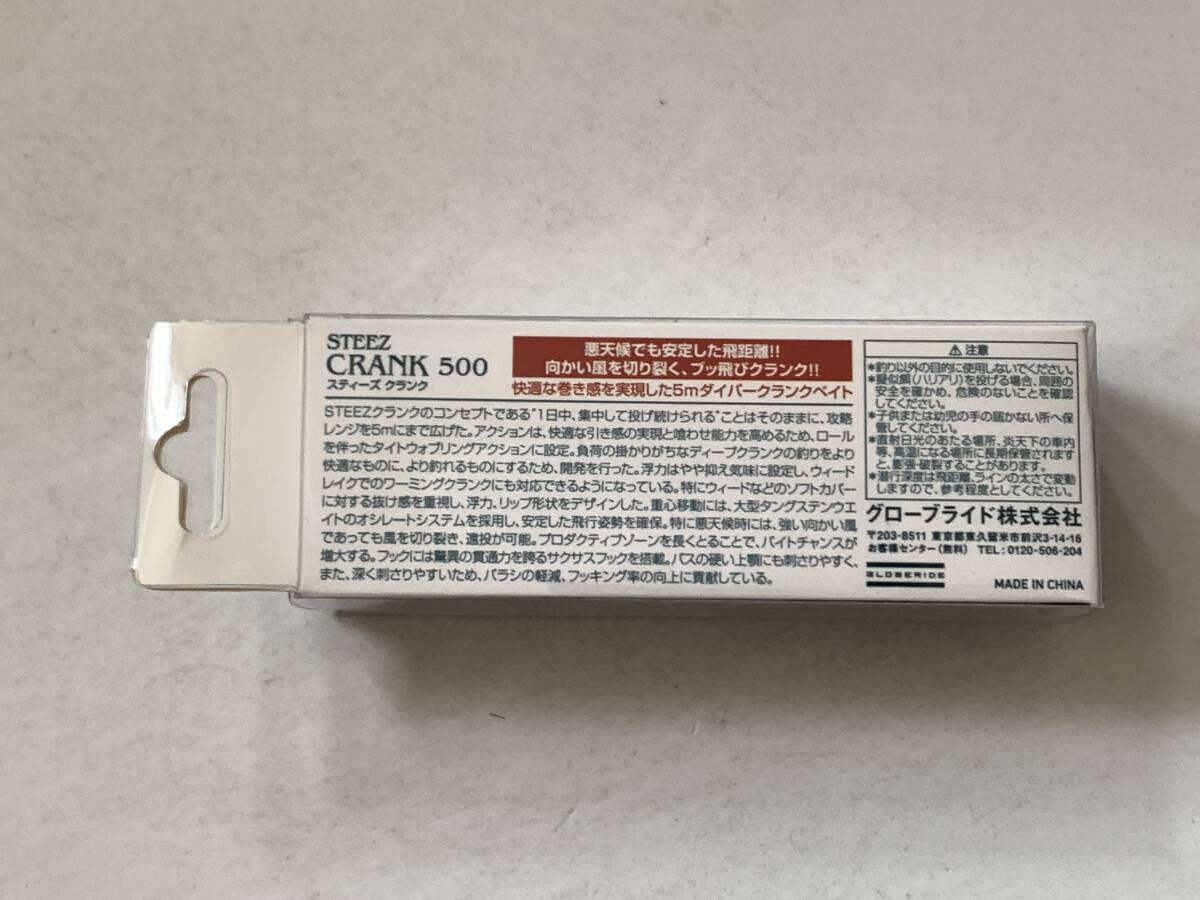 STEEZ
CRANK 500
スティーズ クランク
悪天候でも安定した飛距離!!
向かい風を切り裂く、ブッ飛びクランク!!
快適な巻き感を実現した5mダイバークランクベイト
STEEZクランクのコンセプトである"1日中、集中して投げ続けられる"ことはそのままに、攻略
レンジを5mにまで広げた。アクションは、快適な引き感の実現と喰わせ能力を高めるため、ロール
を伴ったタイトウォブリングアクションに設定。負荷の掛かりがちなディープクランクの釣りをより
快適なものに、より釣れるものにするため、開発を行った。浮力はやや抑え気味に設定し、ウィード
レイクでのワーミングクランクにも対応できるようになっている。特にウィードなどのソフトカバー
に対する抜け感を重視し、浮力、リップ形状をデザインした。重心移動には、大型タングステンウエ
イトのオシレートシステムを採用し、安定した飛行姿勢を確保。特に悪天候時には、強い向かい風
であっても風を切り裂き、遠投が可能。プロダクティブゾーンを長くとることで、バイトチャンスが
増大する。フックには驚異の貫通力を誇るサクサスフックを搭載。バスの硬い上顎にも刺さりやすく、
また、深く刺さりやすいため、バラシの軽減、フッキング率の向上に貢献している。
⚠ 注意
*釣り以外の目的に使用しないでください。
*擬似餌(ハリアリ)を投げる場合、周囲の
安全を確かめ、危険のないことを確認
してください。
*子供または幼児の手の届かない所へ保
管してください。
*直射日光のあたる場所、炎天下の車内
等、高温になる場所に長期保管されます
と、膨張・破裂することがあります。
*潜行深度は飛距離、ラインの太さで変動
しますので、参考程度としてください。
グローブライド株式会社
〒203-8511 東京都東久留米市前沢3-14-16
お客様センター(無料) TEL:0120-506-204
GLOBERIDE
MADE IN CHINA